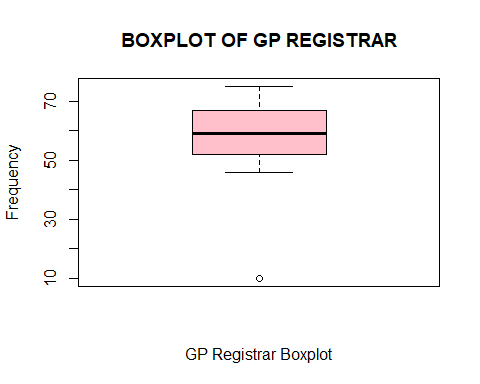 BOXPLOT OF GP REGISTRAR
Frequency
70
50
30
10
GP Registrar Boxplot